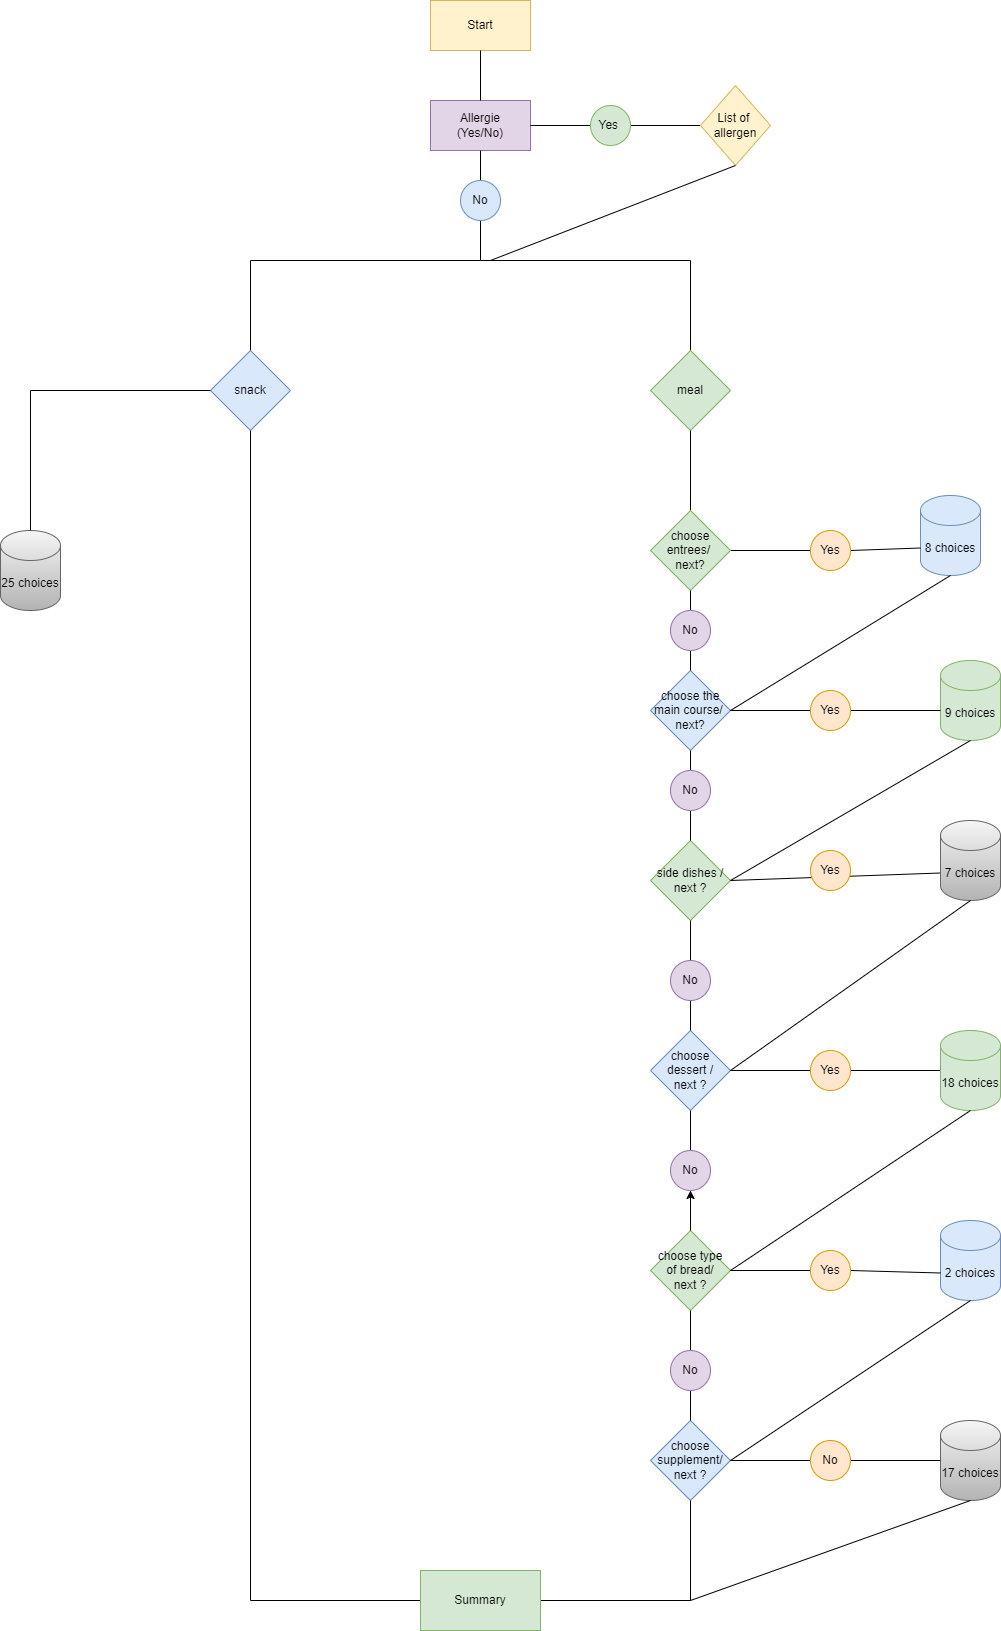 Start
Allergie
(Yes/No)
Yes
List of
allergen
No
snack
meal
25 choices
choose
entrees/
next?
Yes
8 choices
No
choose the
main course/
next?
Yes
9 choices
No
side dishes /
next ?
Yes
7 choices
No
choose
dessert /
next ?
Yes
18 choices
No
choose type
of bread/
next ?
Yes
2 choices
No
choose
supplement/
next ?
No
17 choices
Summary